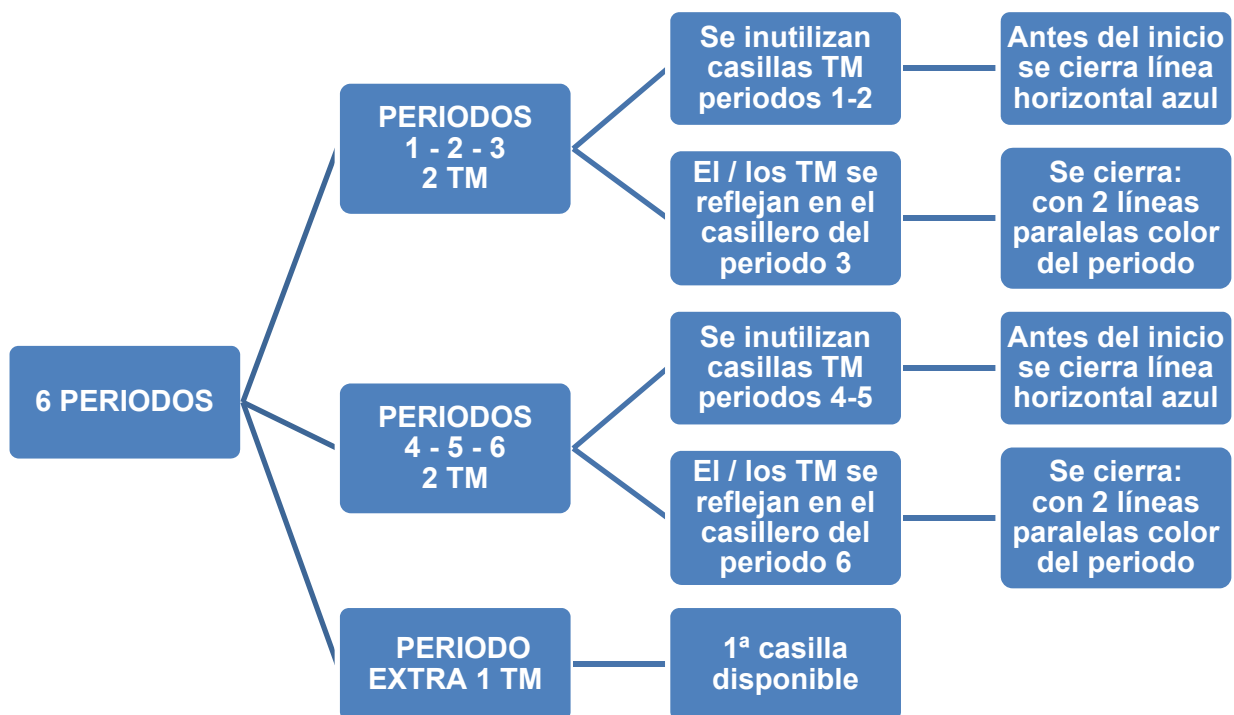 6 PERIODOS
PERIODOS
1 - 2 - 3
2 TM
Se inutilizan
casillas TM
periodos 1-2
Antes del inicio
se cierra línea
horizontal azul
El / los TM se
reflejan en el
casillero del
periodo 3
Se cierra:
con 2 líneas
paralelas color
del periodo
PERIODOS
4 - 5 - 6
2 TM
Se inutilizan
casillas TM
periodos 4-5
Antes del inicio
se cierra línea
horizontal azul
El / los TM se
reflejan en el
casillero del
periodo 6
Se cierra:
con 2 líneas
paralelas color
del periodo
PERIODO
EXTRA 1 TM
1ª casilla
disponible